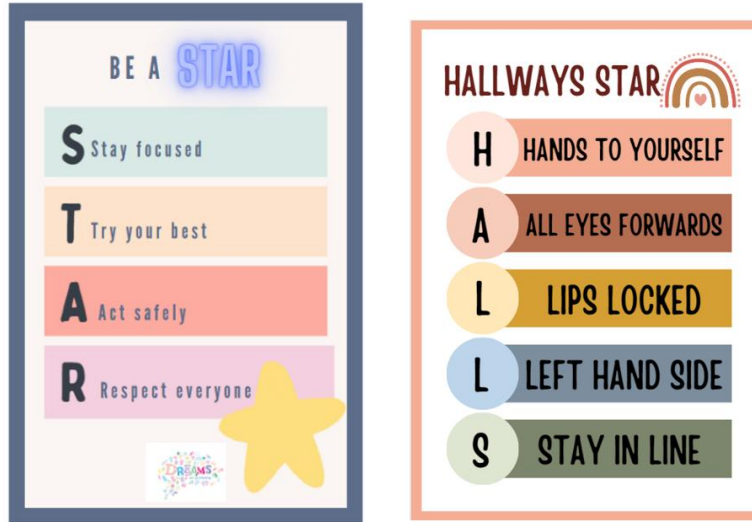 BE A STAR
S Stay focused
T Try your best
A Act safely
R Respect everyone
DREAMS
HALLWAYS STAR
H HANDS TO YOURSELF
A ALL EYES FORWARDS
L LIPS LOCKED
L LEFT HAND SIDE
S STAY IN LINE